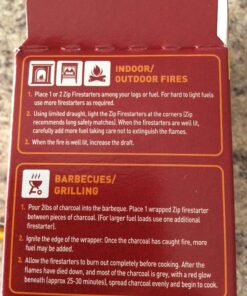 INDOOR/
OUTDOOR FIRES
1. Place 1 or 2 Zip Firestarters among your logs or fuel. For hard to light fuels
use more firestarters as required.
2. Using limited draught, light the Zip Firestarters at the corners (Zip
recommends long safety matches). When the Firestarters are well lit,
carefully add more fuel taking care not to extinguish the flames.
3. When the fire is well lit, increase the draft.
BARBECUES/
GRILLING
1. Pour 2lbs of charcoal into the barbeque. Place 1 wrapped Zip firestarter
between pieces of charcoal. (For larger fuel loads use one additional
firestarter).
2. Ignite the edge of the wrapper. Once the charcoal has caught fire, more
fuel may be added.
3. Allow the firestarters to burn out completely before cooking. After the
flames have died down, and most of the charcoal is grey, with a red glow
beneath (approx. 25-30 minutes), spread charcoal evenly and begin to cook.